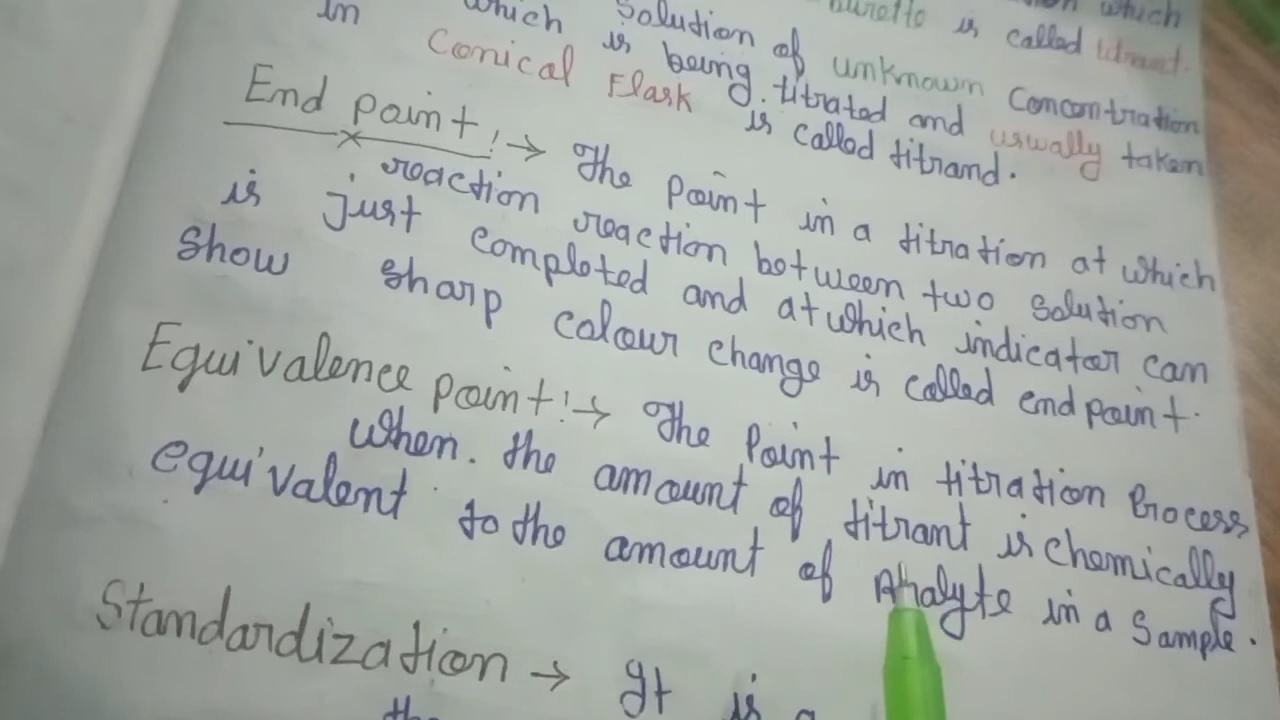 which
burette is called titrant.
which solution of unknown Concentration
in is being titrated and usually taken
Conical Flask is called titrand.
End point :→ The point in a titration at which
reaction reaction between two solution
is just completed and at which indicator can
show sharp colour change is called end point.
Equivalence point :→ The Point in titration Process
when. the amount of titrant is chemically
equivalent to the amount of Analyte in a Sample.
Standardization → It is a
the